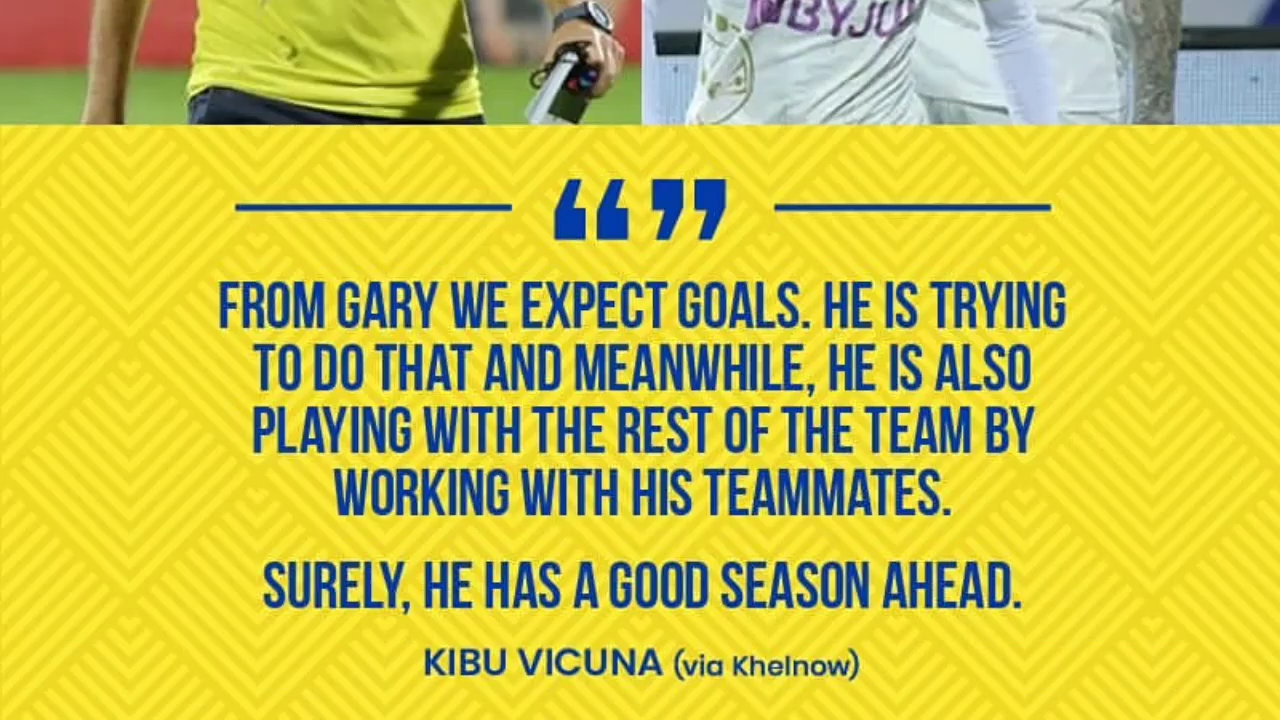 BYJU
“ ”
FROM GARY WE EXPECT GOALS. HE IS TRYING
TO DO THAT AND MEANWHILE, HE IS ALSO
PLAYING WITH THE REST OF THE TEAM BY
WORKING WITH HIS TEAMMATES.
SURELY, HE HAS A GOOD SEASON AHEAD.
KIBU VICUNA (via Khelnow)